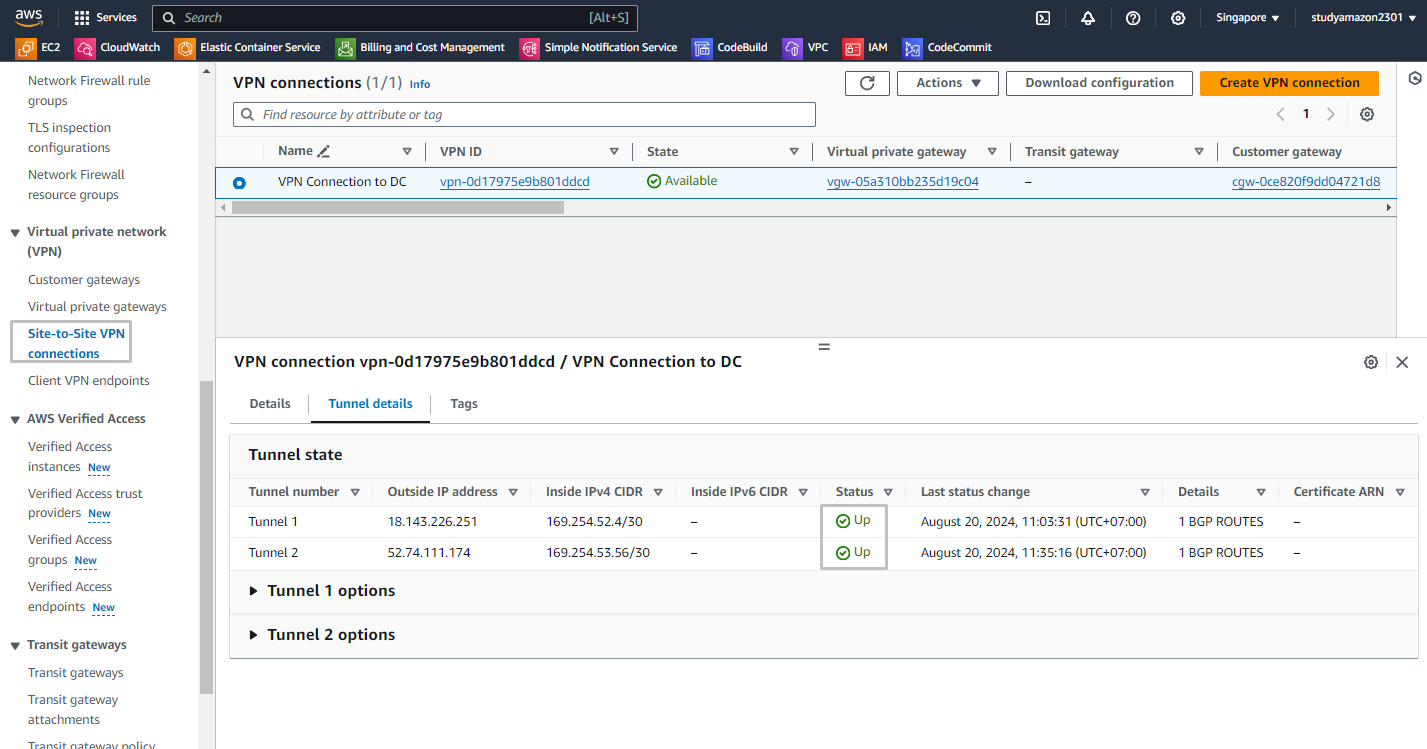 aws
Services
Search
[Alt+S]
Singapore
studyamazon2301
EC2
CloudWatch
Elastic Container Service
Billing and Cost Management
Simple Notification Service
CodeBuild
VPC
IAM
CodeCommit
Network Firewall rule
groups
TLS inspection
configurations
Network Firewall
resource groups
Virtual private network
(VPN)
Customer gateways
Virtual private gateways
Site-to-Site VPN
connections
Client VPN endpoints
AWS Verified Access
Verified Access
instances New
Verified Access trust
providers New
Verified Access
groups New
Verified Access
endpoints New
Transit gateways
Transit gateways
Transit gateway
attachments
Transit gateway policy
VPN connections (1/1) Info
Actions
Download configuration
Create VPN connection
Find resource by attribute or tag
1
Name
VPN ID
State
Virtual private gateway
Transit gateway
Customer gateway
VPN Connection to DC
vpn-0d17975e9b801ddcd
Available
vgw-05a310bb235d19c04
–
cgw-0ce820f9dd04721d8
VPN connection vpn-0d17975e9b801ddcd / VPN Connection to DC
Details
Tunnel details
Tags
Tunnel state
Tunnel number
Outside IP address
Inside IPv4 CIDR
Inside IPv6 CIDR
Status
Last status change
Details
Certificate ARN
Tunnel 1
18.143.226.251
169.254.52.4/30
–
Up
August 20, 2024, 11:03:31 (UTC+07:00)
1 BGP ROUTES
–
Tunnel 2
52.74.111.174
169.254.53.56/30
–
Up
August 20, 2024, 11:35:16 (UTC+07:00)
1 BGP ROUTES
–
Tunnel 1 options
Tunnel 2 options